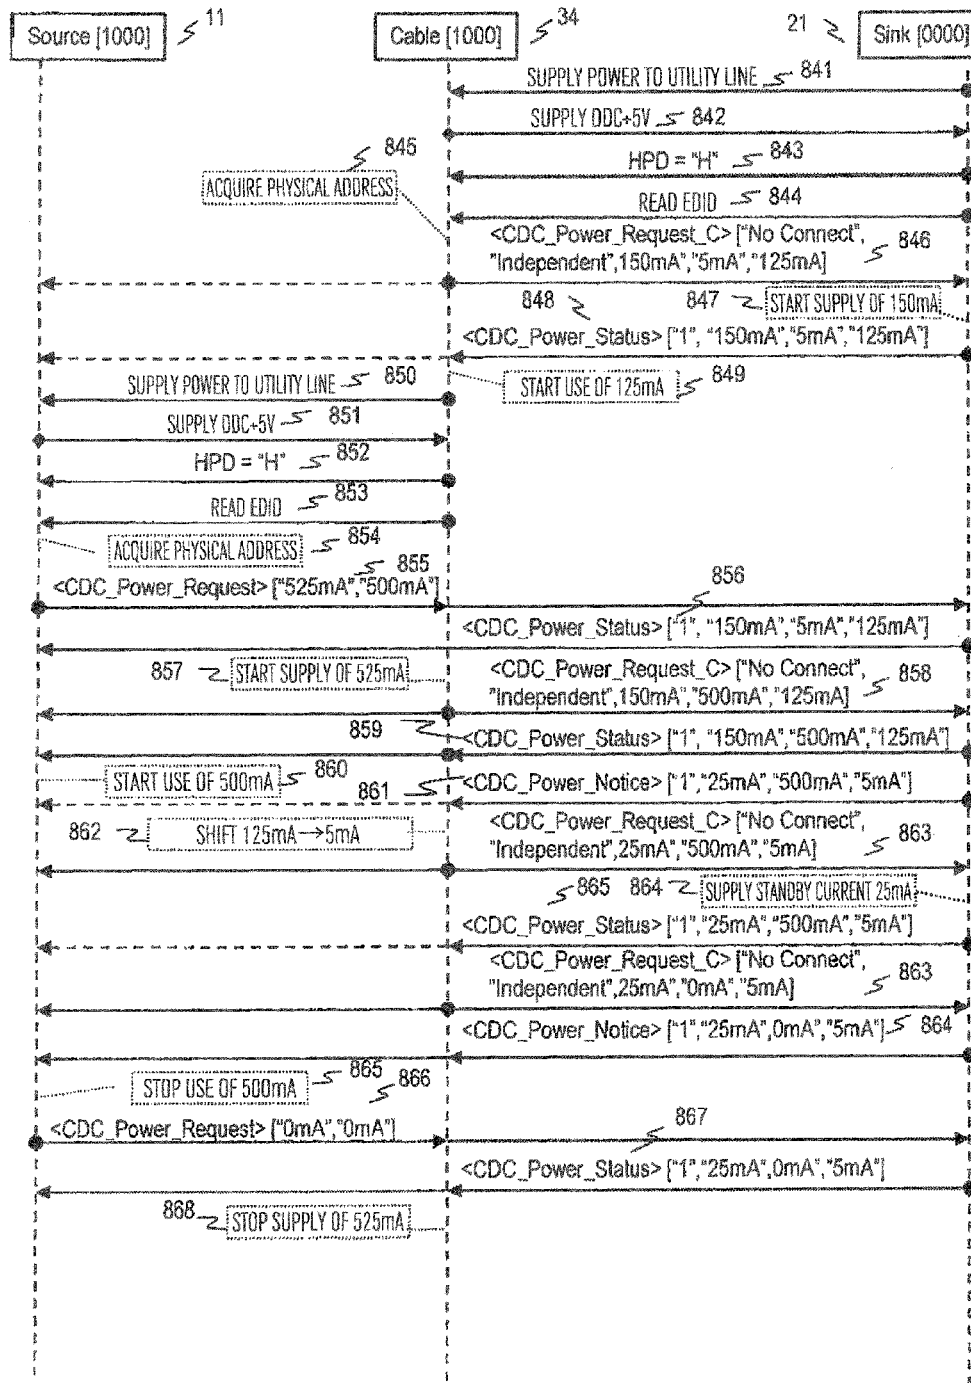 Source [1000] 11
Cable [1000] 34
21 Sink [0000]
SUPPLY POWER TO UTILITY LINE 841
SUPPLY DDC+5V 842
845
HPD = "H" 843
ACQUIRE PHYSICAL ADDRESS
READ EDID 844
<CDC_Power_Request_C> ["No Connect",
"Independent",150mA","5mA","125mA] 846
848 847 START SUPPLY OF 150mA
<CDC_Power_Status> ["1", "150mA","5mA","125mA"]
SUPPLY POWER TO UTILITY LINE 850
START USE OF 125mA 849
SUPPLY DDC+5V 851
HPD = "H" 852
READ EDID 853
ACQUIRE PHYSICAL ADDRESS 854
855
<CDC_Power_Request> ["525mA","500mA"]
856
<CDC_Power_Status> ["1", "150mA","5mA","125mA"]
857 START SUPPLY OF 525mA
<CDC_Power_Request_C> ["No Connect",
"Independent",150mA","500mA","125mA] 858
859 <CDC_Power_Status> ["1", "150mA","500mA","125mA"]
START USE OF 500mA 860
861 <CDC_Power_Notice> ["1","25mA","500mA","5mA"]
862 SHIFT 125mA→5mA
<CDC_Power_Request_C> ["No Connect",
"Independent",25mA","500mA","5mA] 863
865 864 SUPPLY STANDBY CURRENT 25mA
<CDC_Power_Status> ["1","25mA","500mA","5mA"]
<CDC_Power_Request_C> ["No Connect",
"Independent",25mA","0mA","5mA] 863
<CDC_Power_Notice> ["1","25mA",0mA","5mA"] 864
STOP USE OF 500mA 865
866
<CDC_Power_Request> ["0mA","0mA"]
867
<CDC_Power_Status> ["1","25mA",0mA","5mA"]
868 STOP SUPPLY OF 525mA